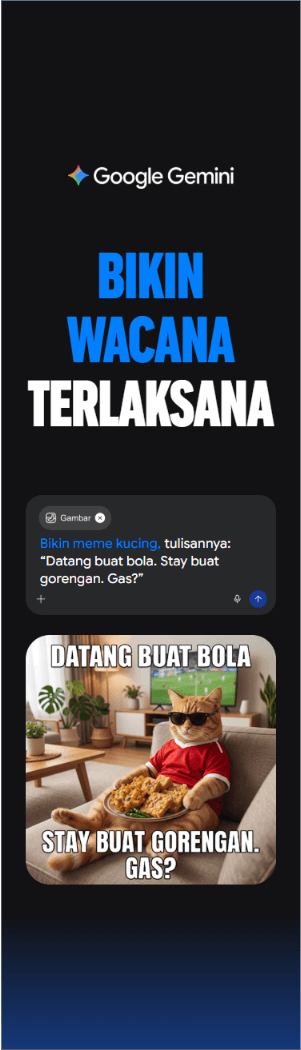 Google Gemini
BIKIN
WACANA
TERLAKSANA
Gambar
Bikin meme kucing, tulisannya:
“Datang buat bola. Stay buat
gorengan. Gas?”
DATANG BUAT BOLA
STAY BUAT GORENGAN.
GAS?